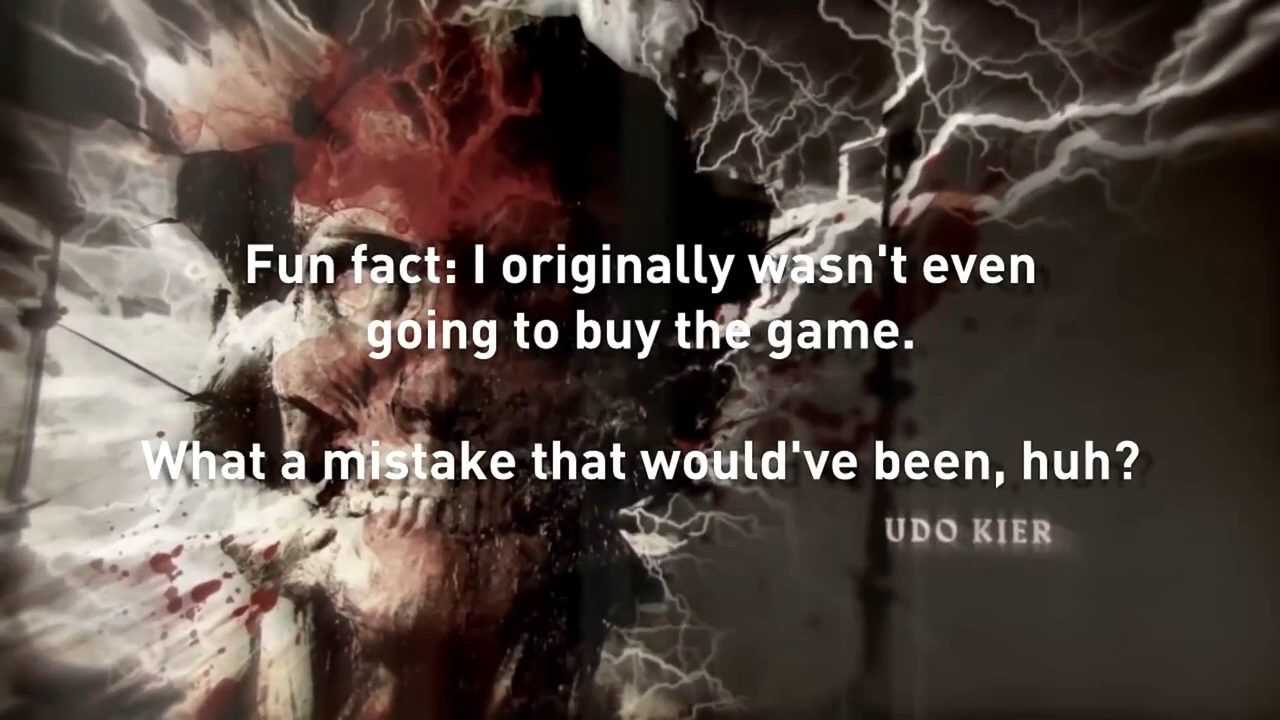 Fun fact: I originally wasn't even
going to buy the game.
What a mistake that would've been, huh?
UDO KIER